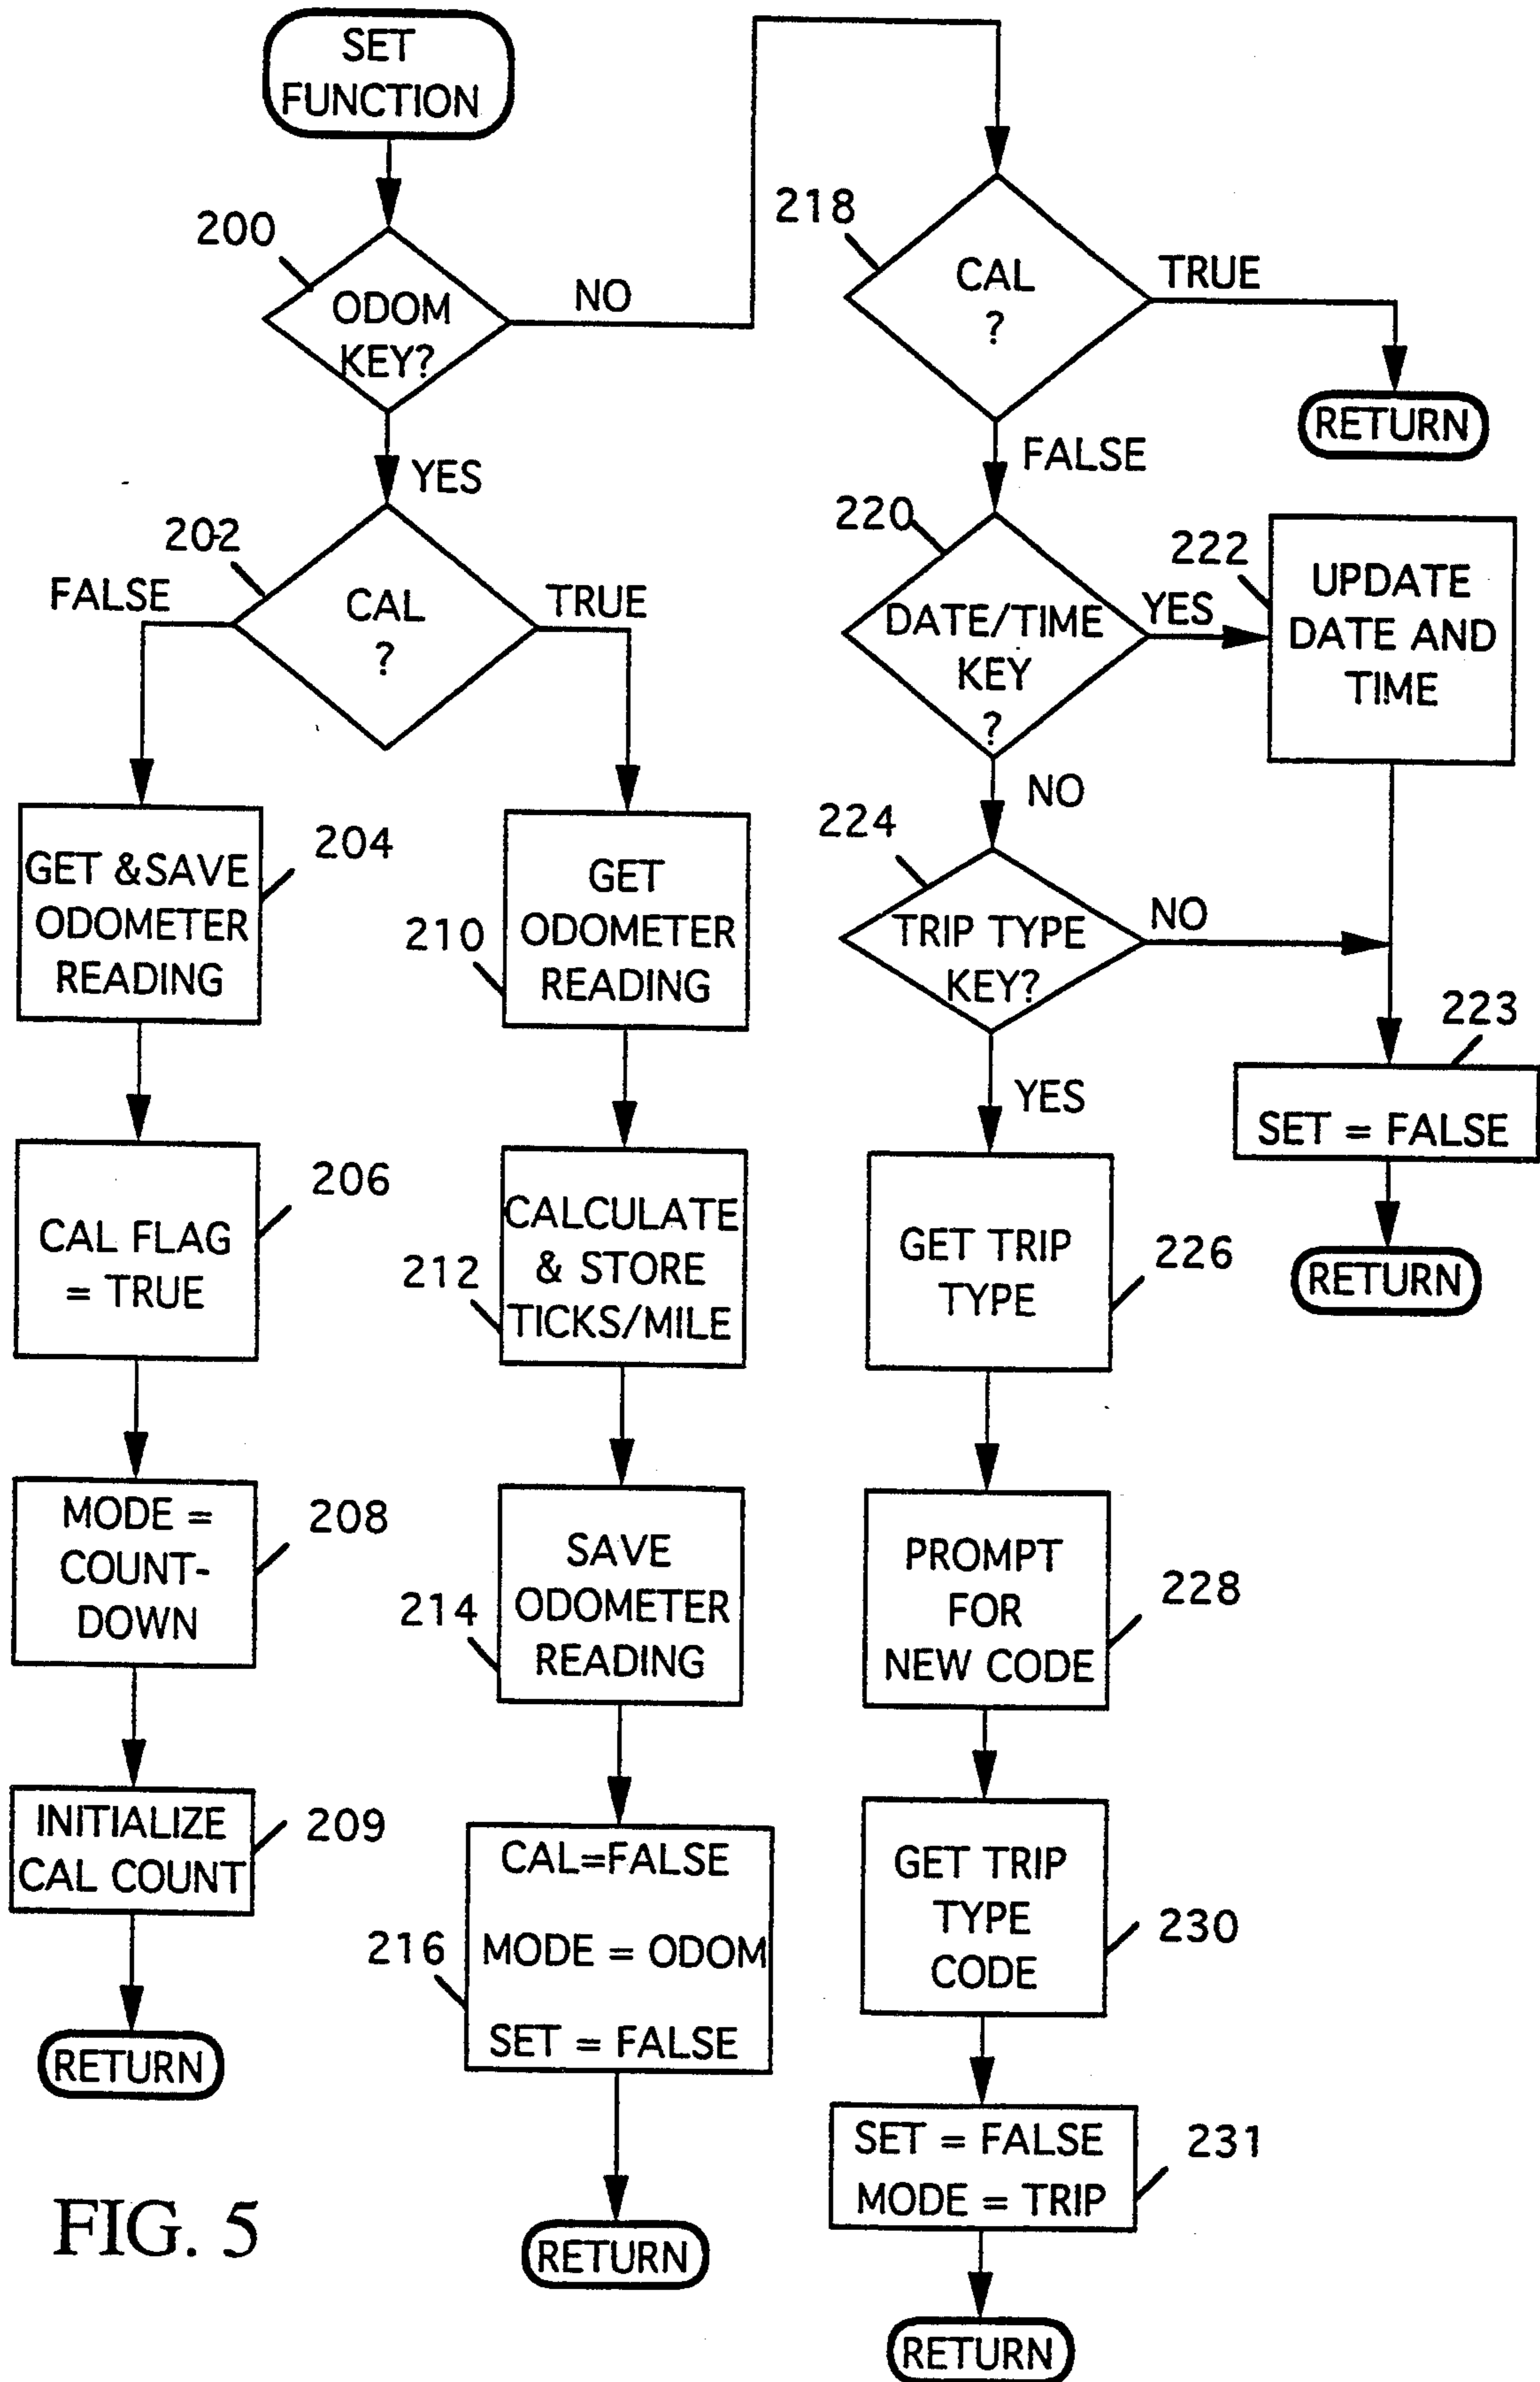 SET
FUNCTION
200
ODOM
KEY?
NO
YES
202
CAL
?
FALSE
TRUE
GET &SAVE
ODOMETER
READING
204
CAL FLAG
= TRUE
206
MODE =
COUNT-
DOWN
208
INITIALIZE
CAL COUNT
209
RETURN
GET
ODOMETER
READING
210
CALCULATE
& STORE
TICKS/MILE
212
SAVE
ODOMETER
READING
214
CAL=FALSE
MODE = ODOM
SET = FALSE
216
RETURN
218
CAL
?
TRUE
RETURN
FALSE
220
DATE/TIME
KEY
?
YES
222
UPDATE
DATE AND
TIME
NO
224
TRIP TYPE
KEY?
NO
223
SET = FALSE
RETURN
YES
GET TRIP
TYPE
226
PROMPT
FOR
NEW CODE
228
GET TRIP
TYPE
CODE
230
SET = FALSE
MODE = TRIP
231
RETURN
FIG. 5